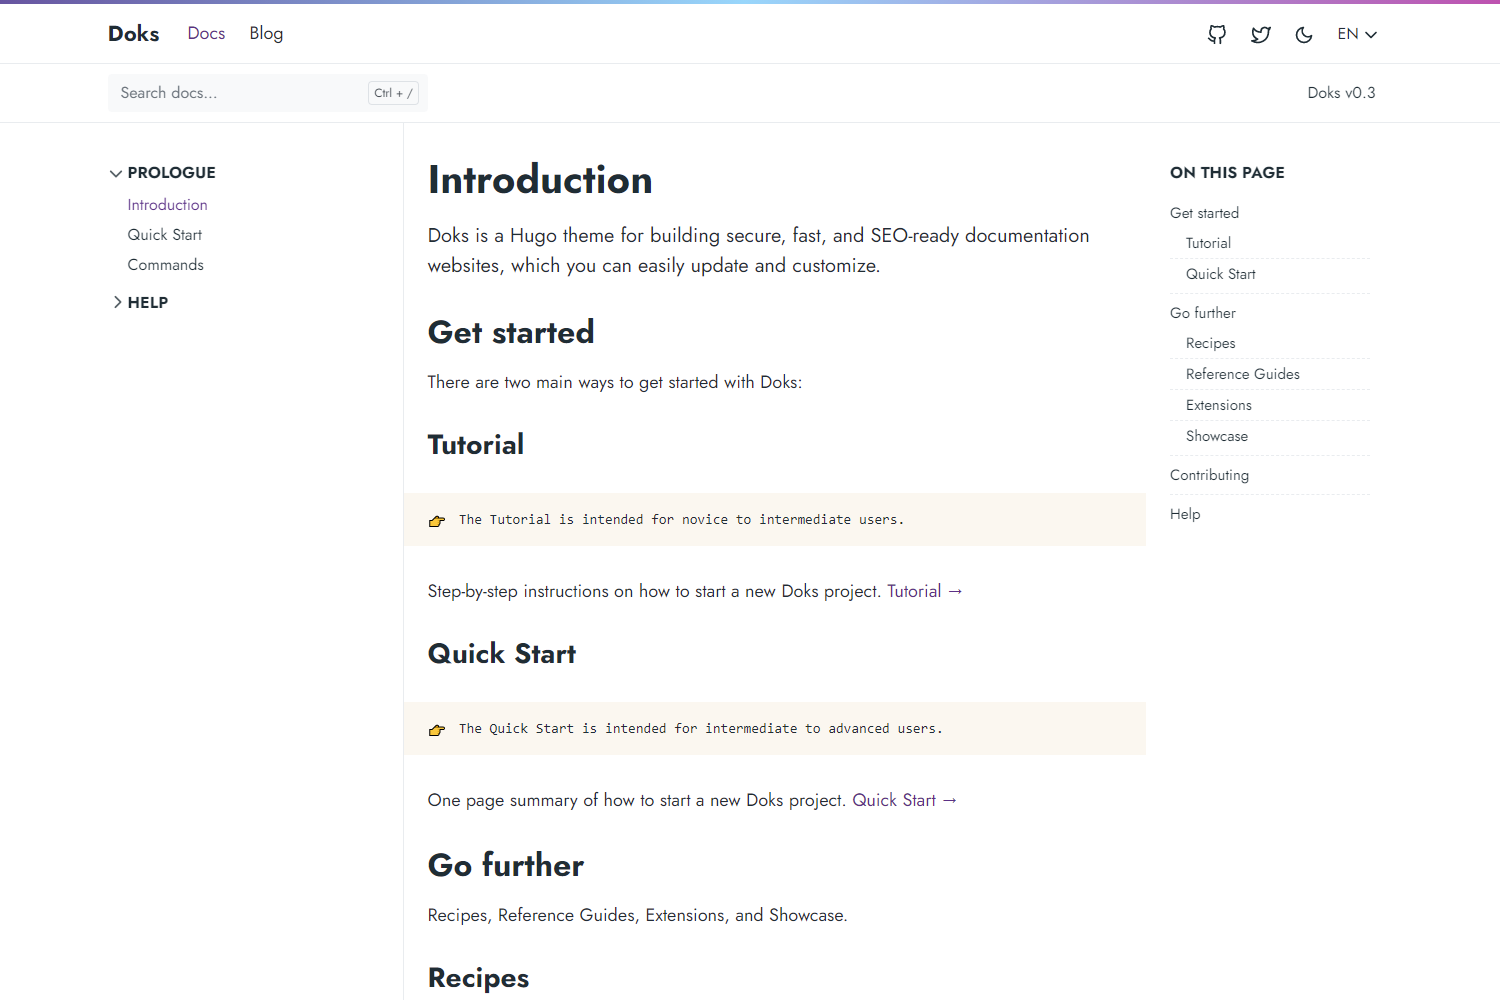 Doks Docs Blog EN
Search docs... Ctrl + / Doks v0.3
PROLOGUE
Introduction
Quick Start
Commands
HELP
Introduction
Doks is a Hugo theme for building secure, fast, and SEO-ready documentation
websites, which you can easily update and customize.
Get started
There are two main ways to get started with Doks:
Tutorial
👉 The Tutorial is intended for novice to intermediate users.
Step-by-step instructions on how to start a new Doks project. Tutorial →
Quick Start
👉 The Quick Start is intended for intermediate to advanced users.
One page summary of how to start a new Doks project. Quick Start →
Go further
Recipes, Reference Guides, Extensions, and Showcase.
Recipes
ON THIS PAGE
Get started
Tutorial
Quick Start
Go further
Recipes
Reference Guides
Extensions
Showcase
Contributing
Help